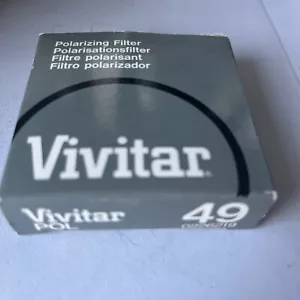 Polarizing Filter
Polarisationsfilter
Filtre polarisant
Filtro polarizador
Vivitar
Vivitar 49
POL